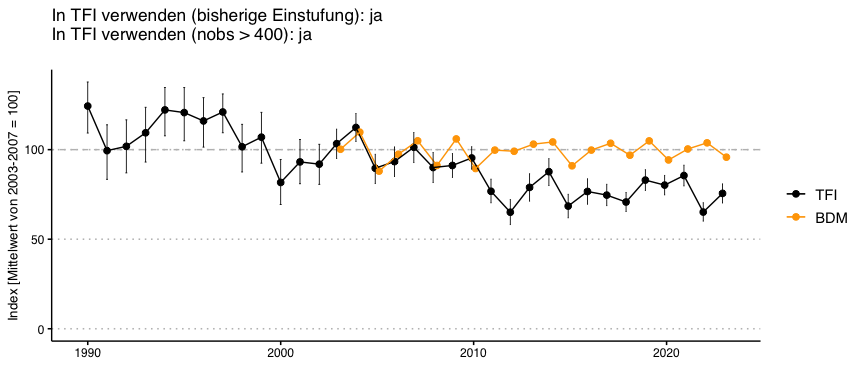 In TFI verwenden (bisherige Einstufung): ja
In TFI verwenden (nobs > 400): ja
Index [Mittelwert von 2003-2007 = 100]
100
50
0
1990
2000
2010
2020
TFI
BDM